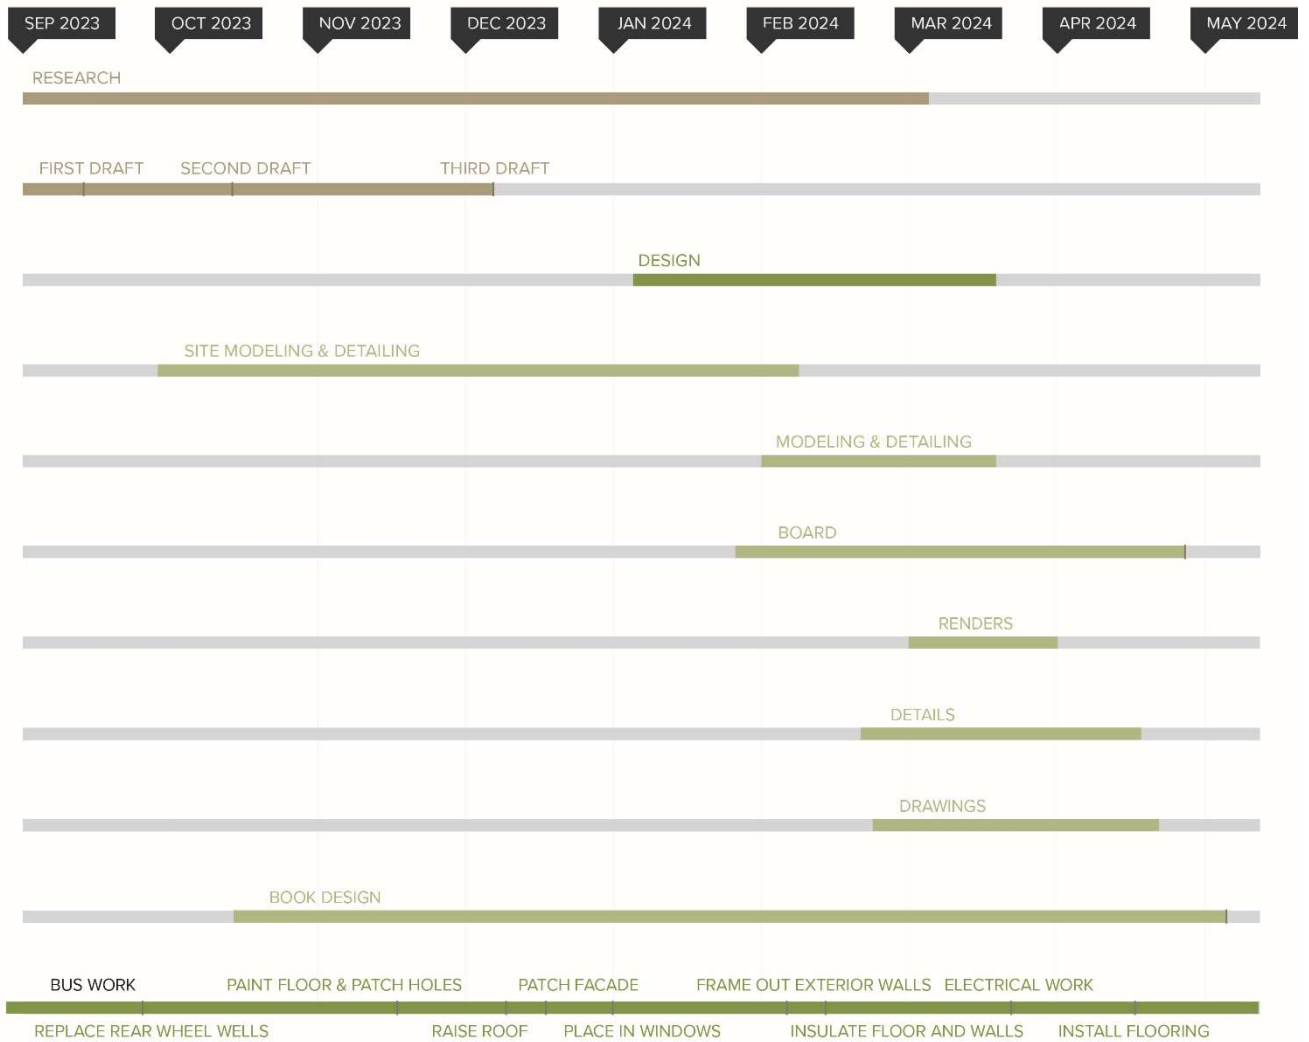 SEP 2023 OCT 2023 NOV 2023 DEC 2023 JAN 2024 FEB 2024 MAR 2024 APR 2024 MAY 2024
RESEARCH
FIRST DRAFT SECOND DRAFT THIRD DRAFT
DESIGN
SITE MODELING & DETAILING
MODELING & DETAILING
BOARD
RENDERS
DETAILS
DRAWINGS
BOOK DESIGN
BUS WORK PAINT FLOOR & PATCH HOLES PATCH FACADE FRAME OUT EXTERIOR WALLS ELECTRICAL WORK
REPLACE REAR WHEEL WELLS RAISE ROOF PLACE IN WINDOWS INSULATE FLOOR AND WALLS INSTALL FLOORING